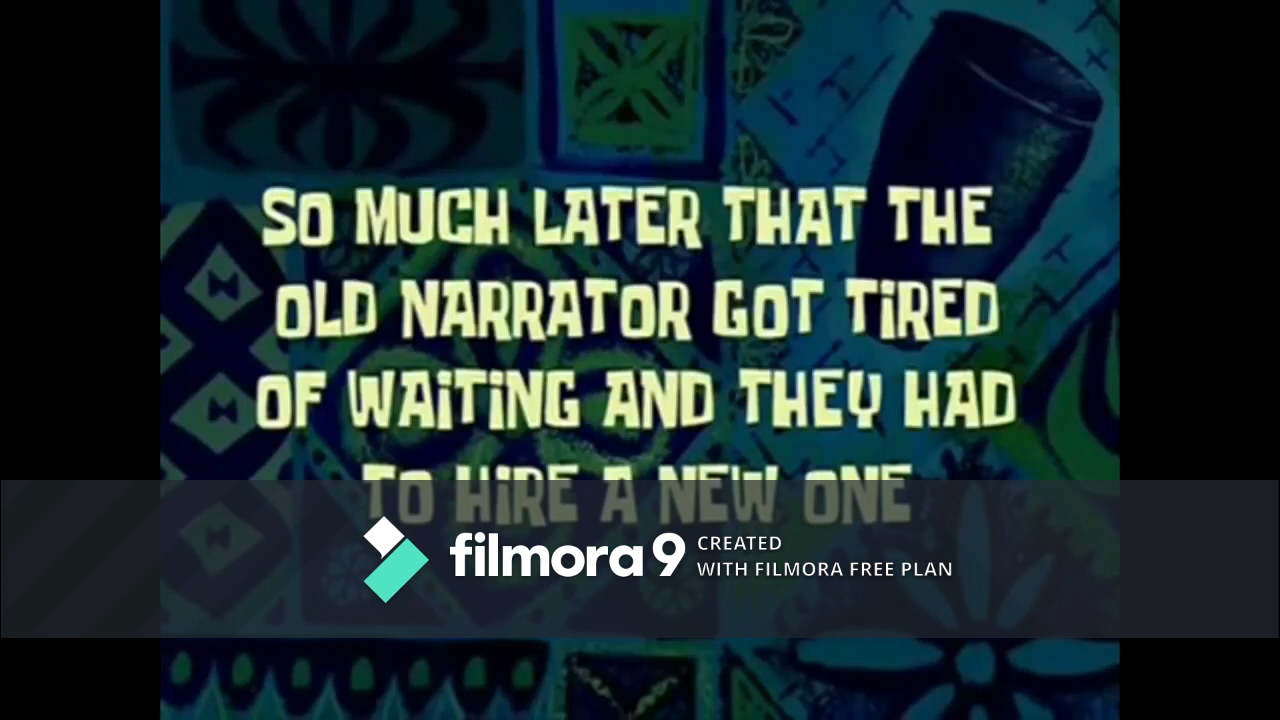 SO MUCH LATER THAT THE
OLD NARRATOR GOT TiRED
OF WAiTiNG AND THEY HAD
TO HiRE A NEW ONE
filmora 9
CREATED
WITH FILMORA FREE PLAN